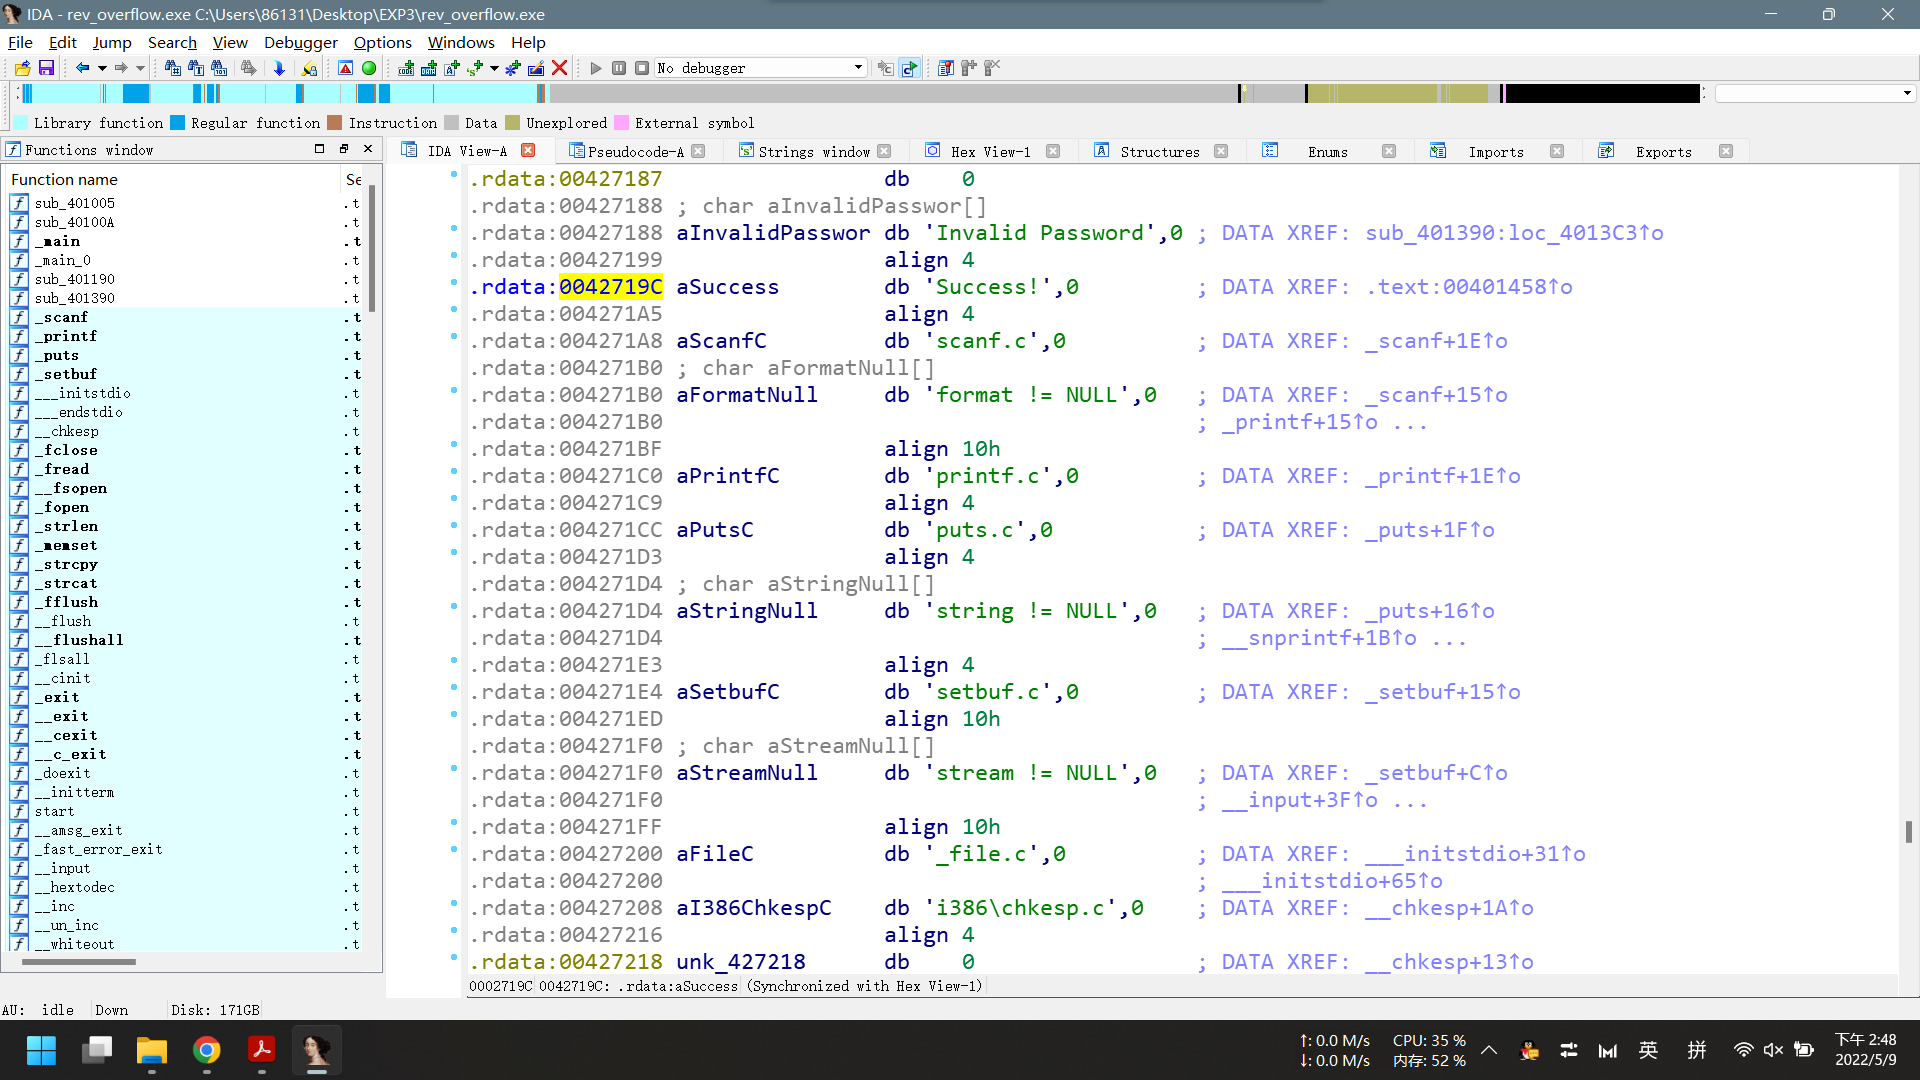 IDA - rev_overflow.exe C:\Users\86131\Desktop\EXP3\rev_overflow.exe
File Edit Jump Search View Debugger Options Windows Help
No debugger
Library function Regular function Instruction Data Unexplored External symbol
Functions window
IDA View-A Pseudocode-A Strings window Hex View-1 Structures Enums Imports Exports
Function name Se
sub_401005 .t
sub_40100A .t
_main .t
_main_0 .t
sub_401190 .t
sub_401390 .t
_scanf .t
_printf .t
_puts .t
_setbuf .t
___initstdio .t
___endstdio .t
__chkesp .t
_fclose .t
_fread .t
__fsopen .t
_fopen .t
_strlen .t
_memset .t
_strcpy .t
_strcat .t
_fflush .t
__flush .t
__flushall .t
_flsall .t
__cinit .t
_exit .t
__exit .t
__cexit .t
__c_exit .t
_doexit .t
__initterm .t
start .t
__amsg_exit .t
_fast_error_exit .t
__input .t
__hextodec .t
__inc .t
__un_inc .t
__whiteout .t
.rdata:00427187 db 0
.rdata:00427188 ; char aInvalidPasswor[]
.rdata:00427188 aInvalidPasswor db 'Invalid Password',0 ; DATA XREF: sub_401390:loc_4013C3↑o
.rdata:00427199 align 4
.rdata:0042719C aSuccess db 'Success!',0 ; DATA XREF: .text:00401458↑o
.rdata:004271A5 align 4
.rdata:004271A8 aScanfC db 'scanf.c',0 ; DATA XREF: _scanf+1E↑o
.rdata:004271B0 ; char aFormatNull[]
.rdata:004271B0 aFormatNull db 'format != NULL',0 ; DATA XREF: _scanf+15↑o
.rdata:004271B0 ; _printf+15↑o ...
.rdata:004271BF align 10h
.rdata:004271C0 aPrintfC db 'printf.c',0 ; DATA XREF: _printf+1E↑o
.rdata:004271C9 align 4
.rdata:004271CC aPutsC db 'puts.c',0 ; DATA XREF: _puts+1F↑o
.rdata:004271D3 align 4
.rdata:004271D4 ; char aStringNull[]
.rdata:004271D4 aStringNull db 'string != NULL',0 ; DATA XREF: _puts+16↑o
.rdata:004271D4 ; __snprintf+1B↑o ...
.rdata:004271E3 align 4
.rdata:004271E4 aSetbufC db 'setbuf.c',0 ; DATA XREF: _setbuf+15↑o
.rdata:004271ED align 10h
.rdata:004271F0 ; char aStreamNull[]
.rdata:004271F0 aStreamNull db 'stream != NULL',0 ; DATA XREF: _setbuf+C↑o
.rdata:004271F0 ; __input+3F↑o ...
.rdata:004271FF align 10h
.rdata:00427200 aFileC db '_file.c',0 ; DATA XREF: ___initstdio+31↑o
.rdata:00427200 ; ___initstdio+65↑o
.rdata:00427208 aI386ChkespC db 'i386\chkesp.c',0 ; DATA XREF: __chkesp+1A↑o
.rdata:00427216 align 4
.rdata:00427218 unk_427218 db 0 ; DATA XREF: __chkesp+13↑o
0002719C 0042719C: .rdata:aSuccess (Synchronized with Hex View-1)
AU: idle Down Disk: 171GB
↑: 0.0 M/s CPU: 35 %
↓: 0.0 M/s 内存: 52 %
英 拼
下午 2:48
2022/5/9